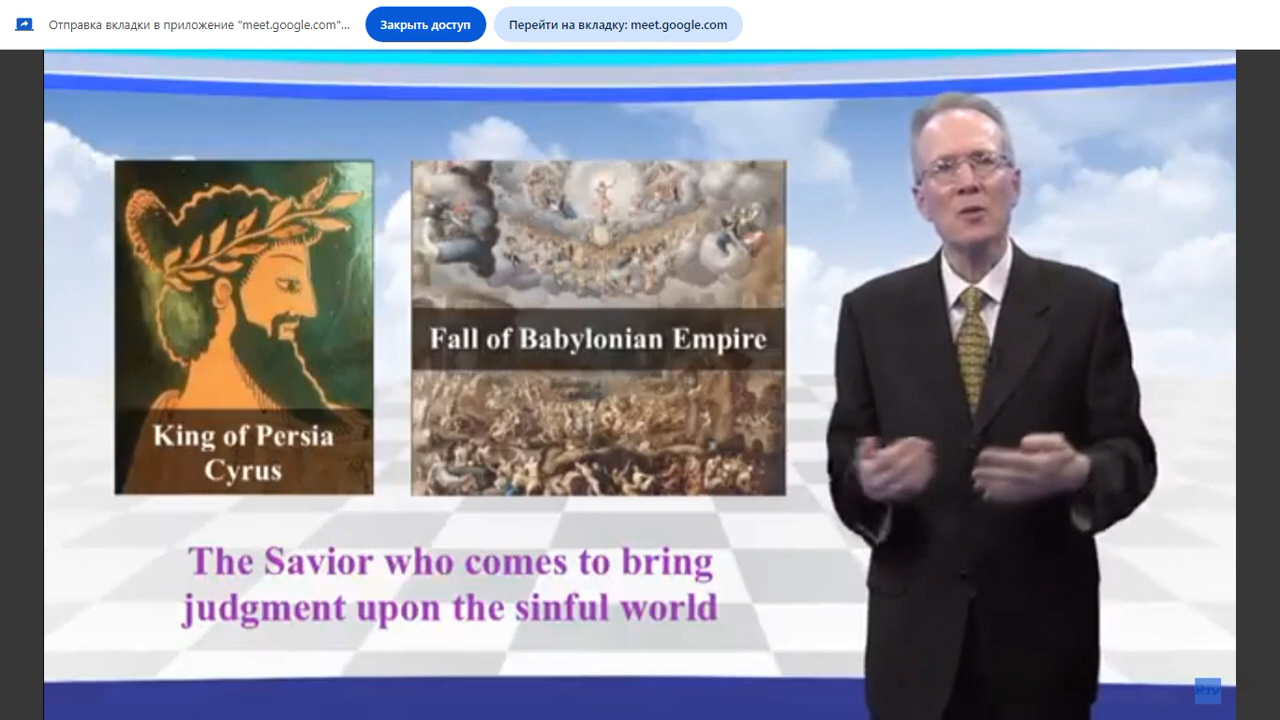 Отправка вкладки в приложение "meet.google.com"...
Закрыть доступ
Перейти на вкладку: meet.google.com
Fall of Babylonian Empire
King of Persia
Cyrus
The Savior who comes to bring
judgment upon the sinful world